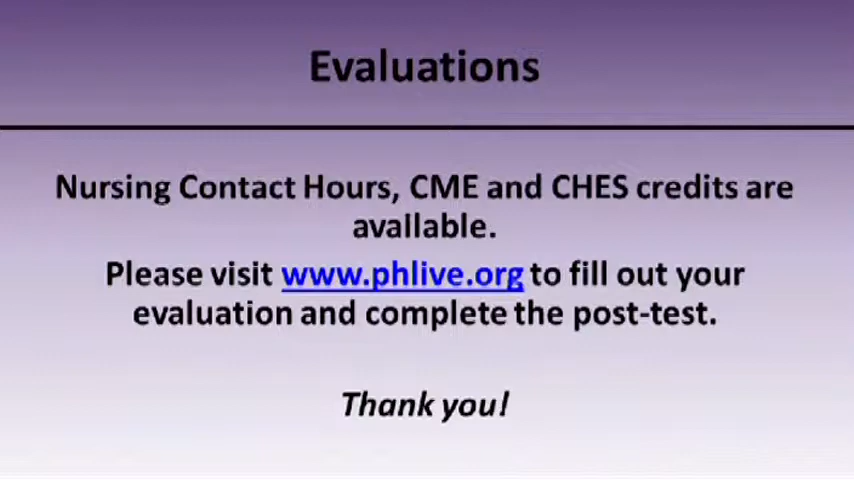 Evaluations
Nursing Contact Hours, CME and CHES credits are
available.
Please visit www.phlive.org to fill out your
evaluation and complete the post-test.
Thank you!